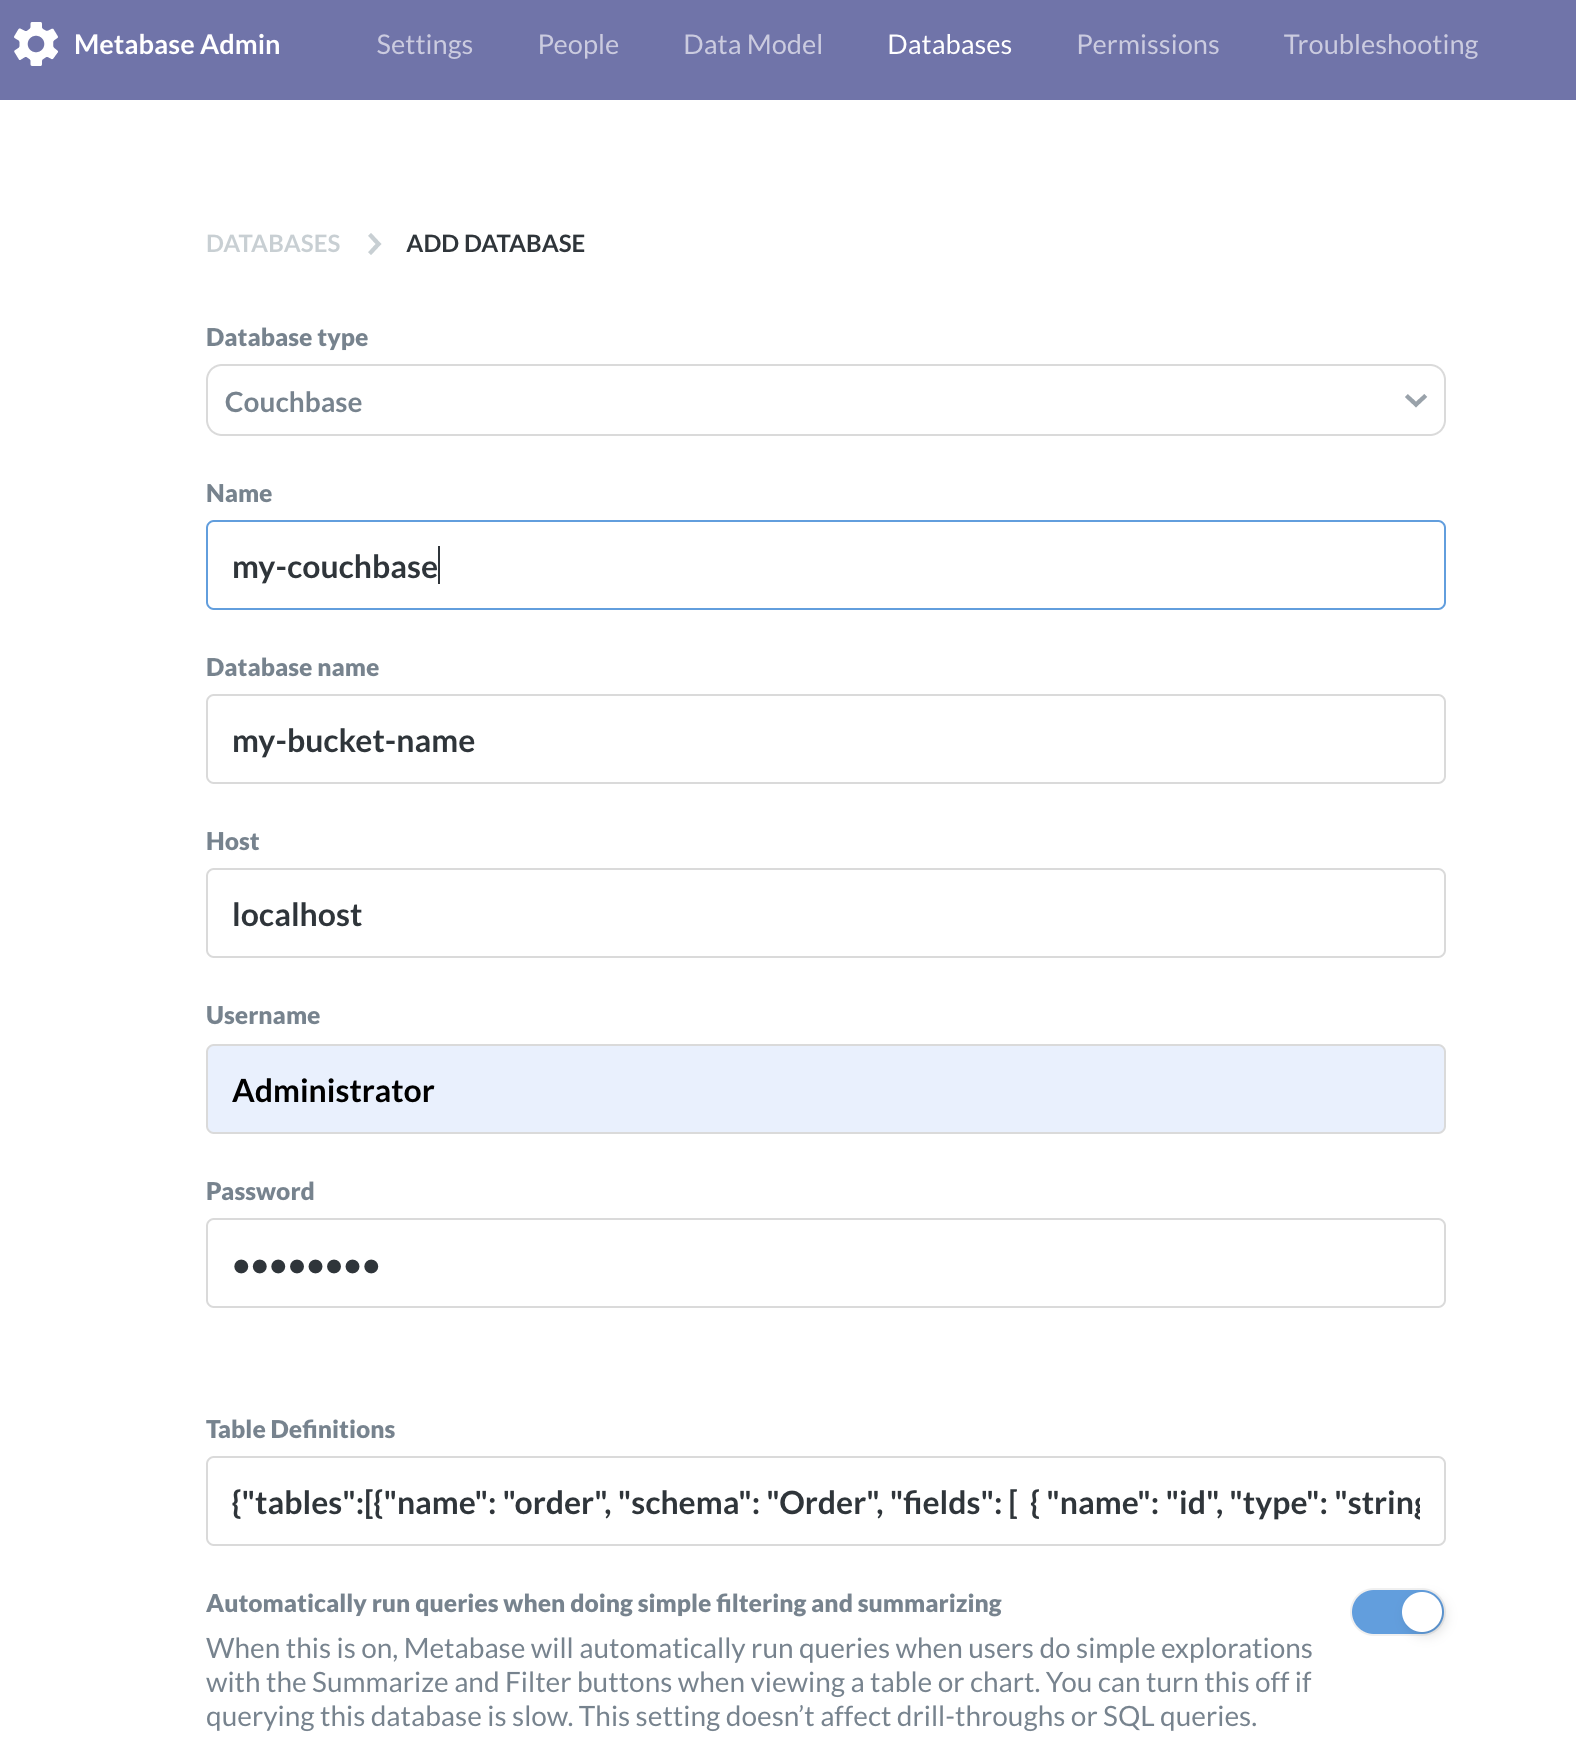 Metabase Admin Settings People Data Model Databases Permissions Troubleshooting
DATABASES > ADD DATABASE
Database type
Couchbase
Name
my-couchbase
Database name
my-bucket-name
Host
localhost
Username
Administrator
Password
••••••••
Table Definitions
{"tables":[{"name": "order", "schema": "Order", "fields": [ { "name": "id", "type": "string
Automatically run queries when doing simple filtering and summarizing
When this is on, Metabase will automatically run queries when users do simple explorations
with the Summarize and Filter buttons when viewing a table or chart. You can turn this off if
querying this database is slow. This setting doesn’t affect drill-throughs or SQL queries.